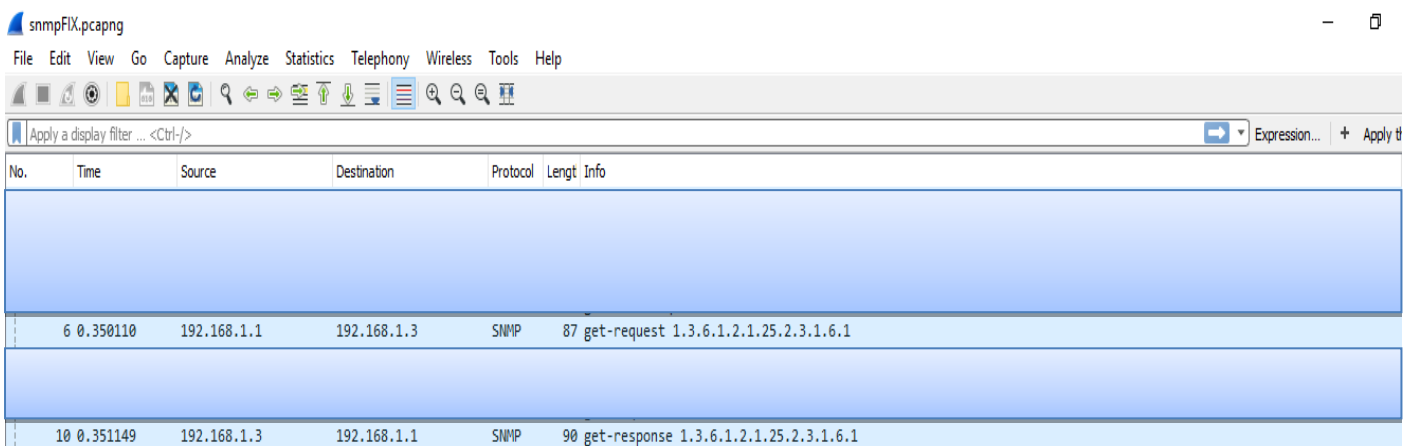 snmpFIX.pcapng
File Edit View Go Capture Analyze Statistics Telephony Wireless Tools Help
Apply a display filter ... <Ctrl-/> Expression... + Apply th
No. Time Source Destination Protocol Lengt Info
6 0.350110 192.168.1.1 192.168.1.3 SNMP 87 get-request 1.3.6.1.2.1.25.2.3.1.6.1
10 0.351149 192.168.1.3 192.168.1.1 SNMP 90 get-response 1.3.6.1.2.1.25.2.3.1.6.1